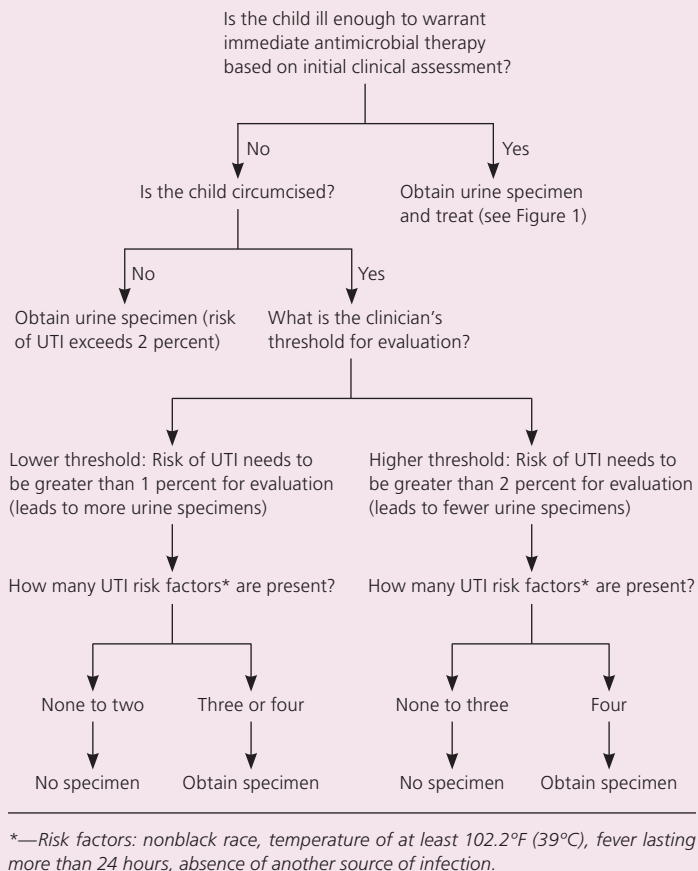 Is the child ill enough to warrant
immediate antimicrobial therapy
based on initial clinical assessment?
No
Yes
Is the child circumcised?
Obtain urine specimen
and treat (see Figure 1)
No
Yes
Obtain urine specimen (risk
of UTI exceeds 2 percent)
What is the clinician’s
threshold for evaluation?
Lower threshold: Risk of UTI needs to
be greater than 1 percent for evaluation
(leads to more urine specimens)
Higher threshold: Risk of UTI needs to
be greater than 2 percent for evaluation
(leads to fewer urine specimens)
How many UTI risk factors* are present?
How many UTI risk factors* are present?
None to two
Three or four
None to three
Four
No specimen
Obtain specimen
No specimen
Obtain specimen
*—Risk factors: nonblack race, temperature of at least 102.2ºF (39ºC), fever lasting
more than 24 hours, absence of another source of infection.